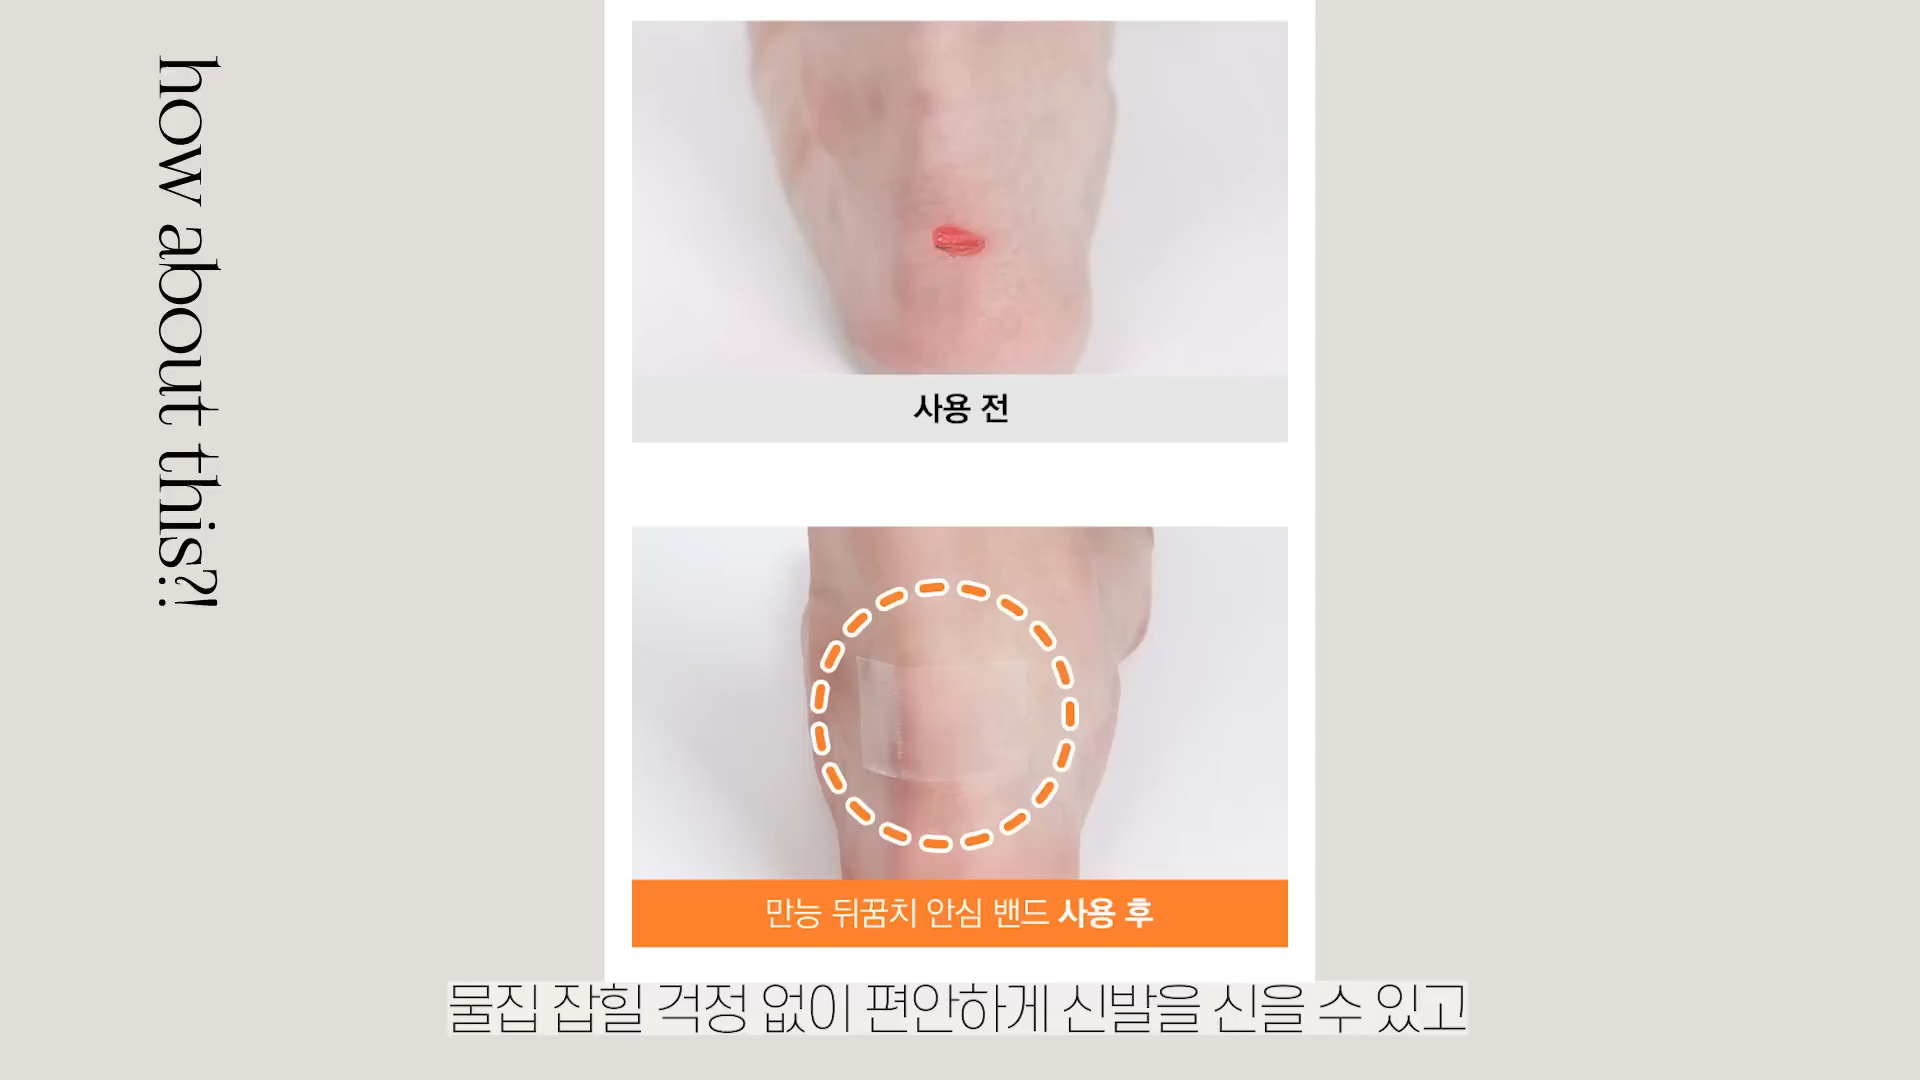 how about this?!
사용 전
만능 뒤꿈치 안심 밴드 사용 후
물집 잡힐 걱정 없이 편안하게 신발을 신을 수 있고